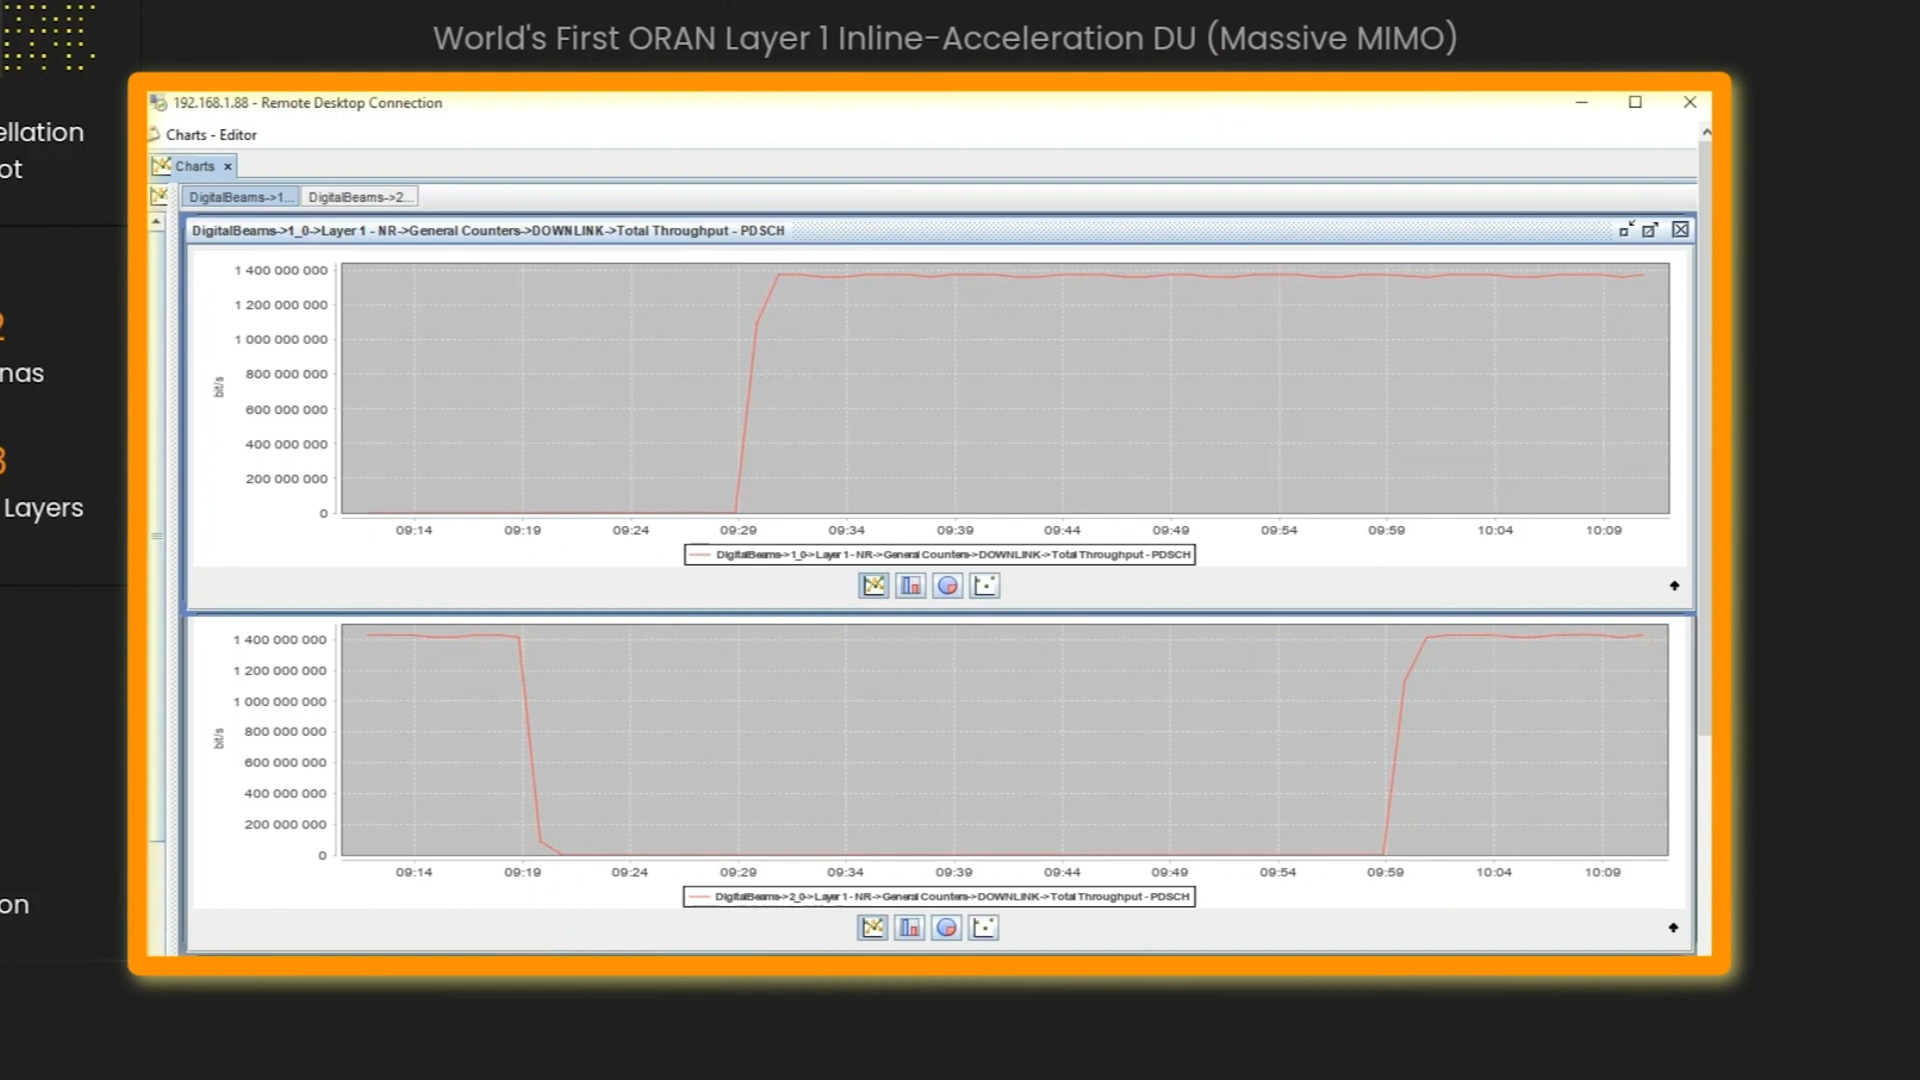 World's First ORAN Layer 1 Inline-Acceleration DU (Massive MIMO)
ellation
ot
2
nas
3
Layers
on
192.168.1.88 - Remote Desktop Connection
Charts - Editor
Charts x
DigitalBeams->1... DigitalBeams->2...
DigitalBeams->1_0->Layer 1 - NR->General Counters->DOWNLINK->Total Throughput - PDSCH
1 400 000 000
1 200 000 000
1 000 000 000
800 000 000
600 000 000
400 000 000
200 000 000
0
bit/s
09:14 09:19 09:24 09:29 09:34 09:39 09:44 09:49 09:54 09:59 10:04 10:09
DigitalBeams->1_0->Layer 1 - NR->General Counters->DOWNLINK->Total Throughput - PDSCH
1 400 000 000
1 200 000 000
1 000 000 000
800 000 000
600 000 000
400 000 000
200 000 000
0
bit/s
09:14 09:19 09:24 09:29 09:34 09:39 09:44 09:49 09:54 09:59 10:04 10:09
DigitalBeams->2_0->Layer 1 - NR->General Counters->DOWNLINK->Total Throughput - PDSCH